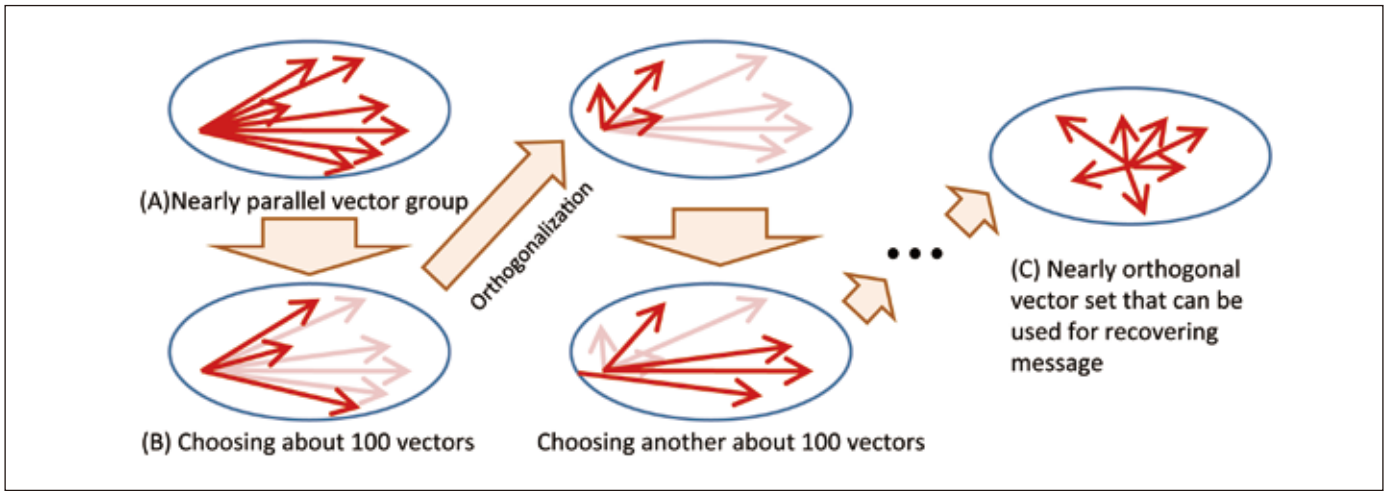 (A)Nearly parallel vector group
Orthogonalization
(B) Choosing about 100 vectors
Choosing another about 100 vectors
(C) Nearly orthogonal
vector set that can be
used for recovering
message